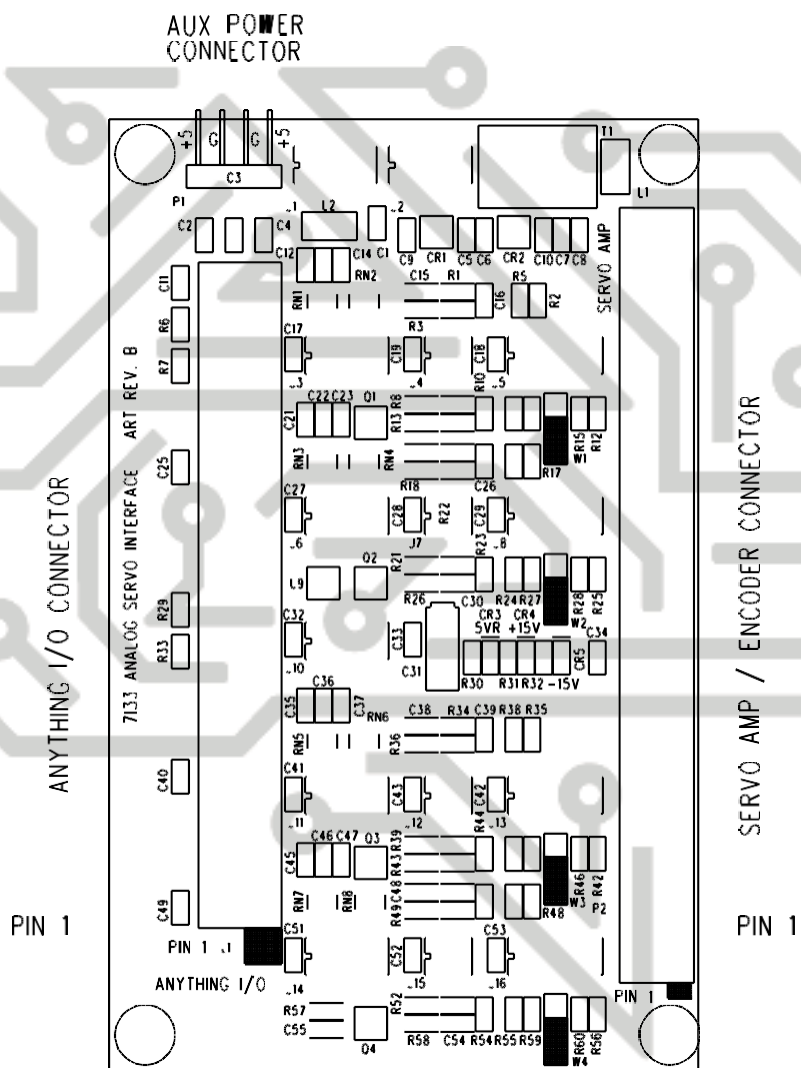 AUX POWER
CONNECTOR
+5 G G +5
T1
C3
P1
L1
L2
C2 C4
C9 CR1 C5 C6 CR2 C10 C7 C8
C12 C14 C1
SERVO AMP
C11
RN2
C15 R1
R5
RN1
C16 R2
R6
R3
C17
C19 C18
R7
R10
C22 C23 Q1
R8
C21
R13
R15 R12
W1
RN3 RN4
R17
C25
R18 C26
C27
C28 R22 C29
J7
R23
Q2
R21
R26 C30 R24 R27 R28 R25
W2
R29
C32
CR3 CR4
5VR +15V
C33
C34
R33
C31
CR5
R30 R31 R32 -15V
C36
C35 C37
RN6
C38 R34 C39 R38 R35
RN5
R36
C40
C41
C43 C42
R44
C46 C47 Q3
R39
C45
R43
R46 R42
W3
RN7 RN8
C48
R49
R48
P2
C49
C51
C52 C53
PIN 1
ANYTHING I/O
PIN 1
R57
R52
C55
Q4
R58 C54 R54 R55 R59 R60 R56
W4
7133 ANALOG SERVO INTERFACE ART REV. B
ANYTHING I/O CONNECTOR
SERVO AMP / ENCODER CONNECTOR
PIN 1
PIN 1